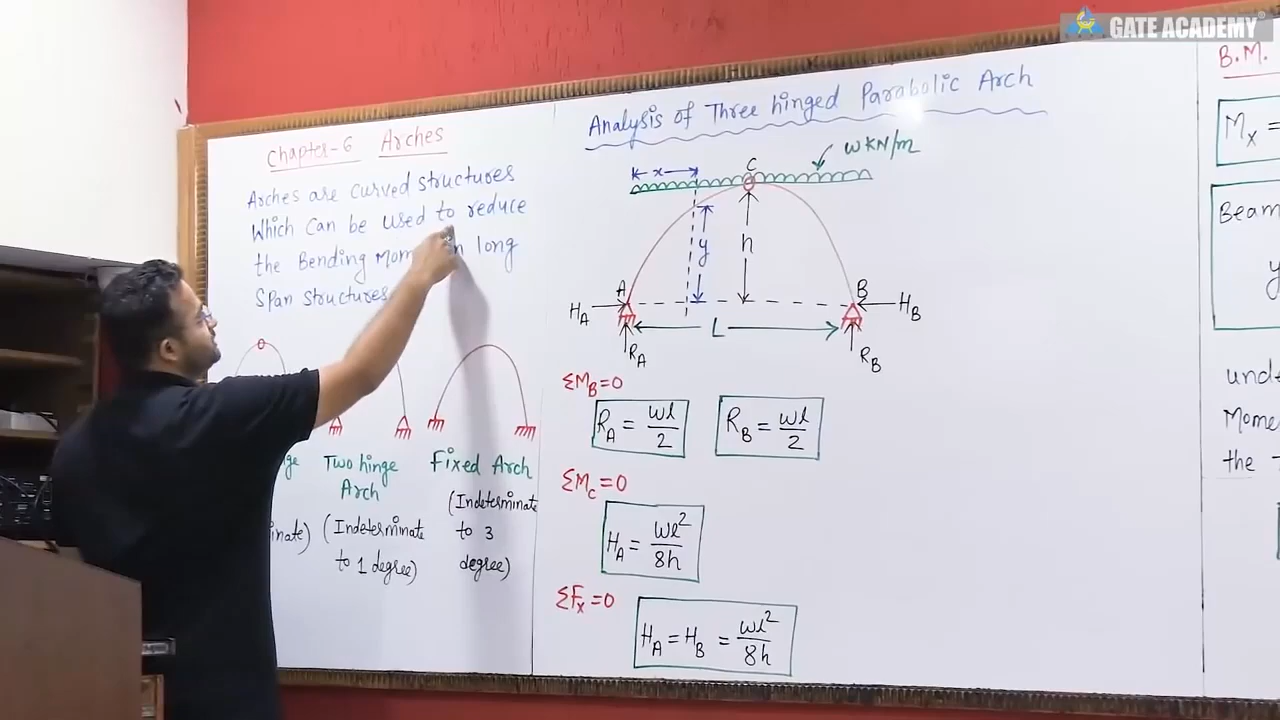 GATE ACADEMY
Chapter-6 Arches
Arches are curved structures
Which can be used to reduce
the Bending long
Span structures
Two hinge
Arch
(Indeterminate
to 1 degree)
Fixed Arch
(Indeterminate
to 3
degree)
Analysis of Three hinged Parabolic Arch
x
C
w kN/m
y
h
A
B
H_A
H_B
L
R_A
R_B
ΣM_B=0
R_A = wl/2
R_B = wl/2
ΣM_C=0
H_A = wl²/8h
ΣF_x=0
H_A = H_B = wl²/8h
B.M.
M_x =
Beam
y
the